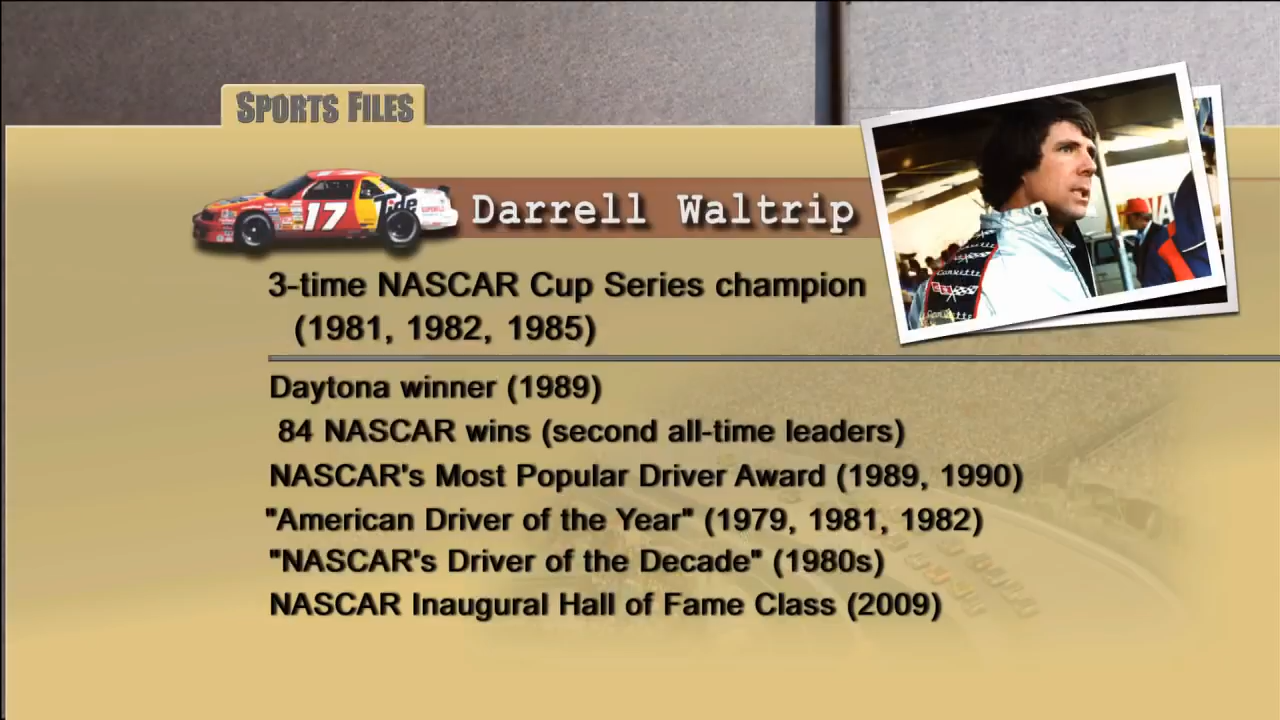 SPORTS FILES
17
Tide
Darrell Waltrip
3-time NASCAR Cup Series champion
(1981, 1982, 1985)
Daytona winner (1989)
84 NASCAR wins (second all-time leaders)
NASCAR's Most Popular Driver Award (1989, 1990)
"American Driver of the Year" (1979, 1981, 1982)
"NASCAR's Driver of the Decade" (1980s)
NASCAR Inaugural Hall of Fame Class (2009)